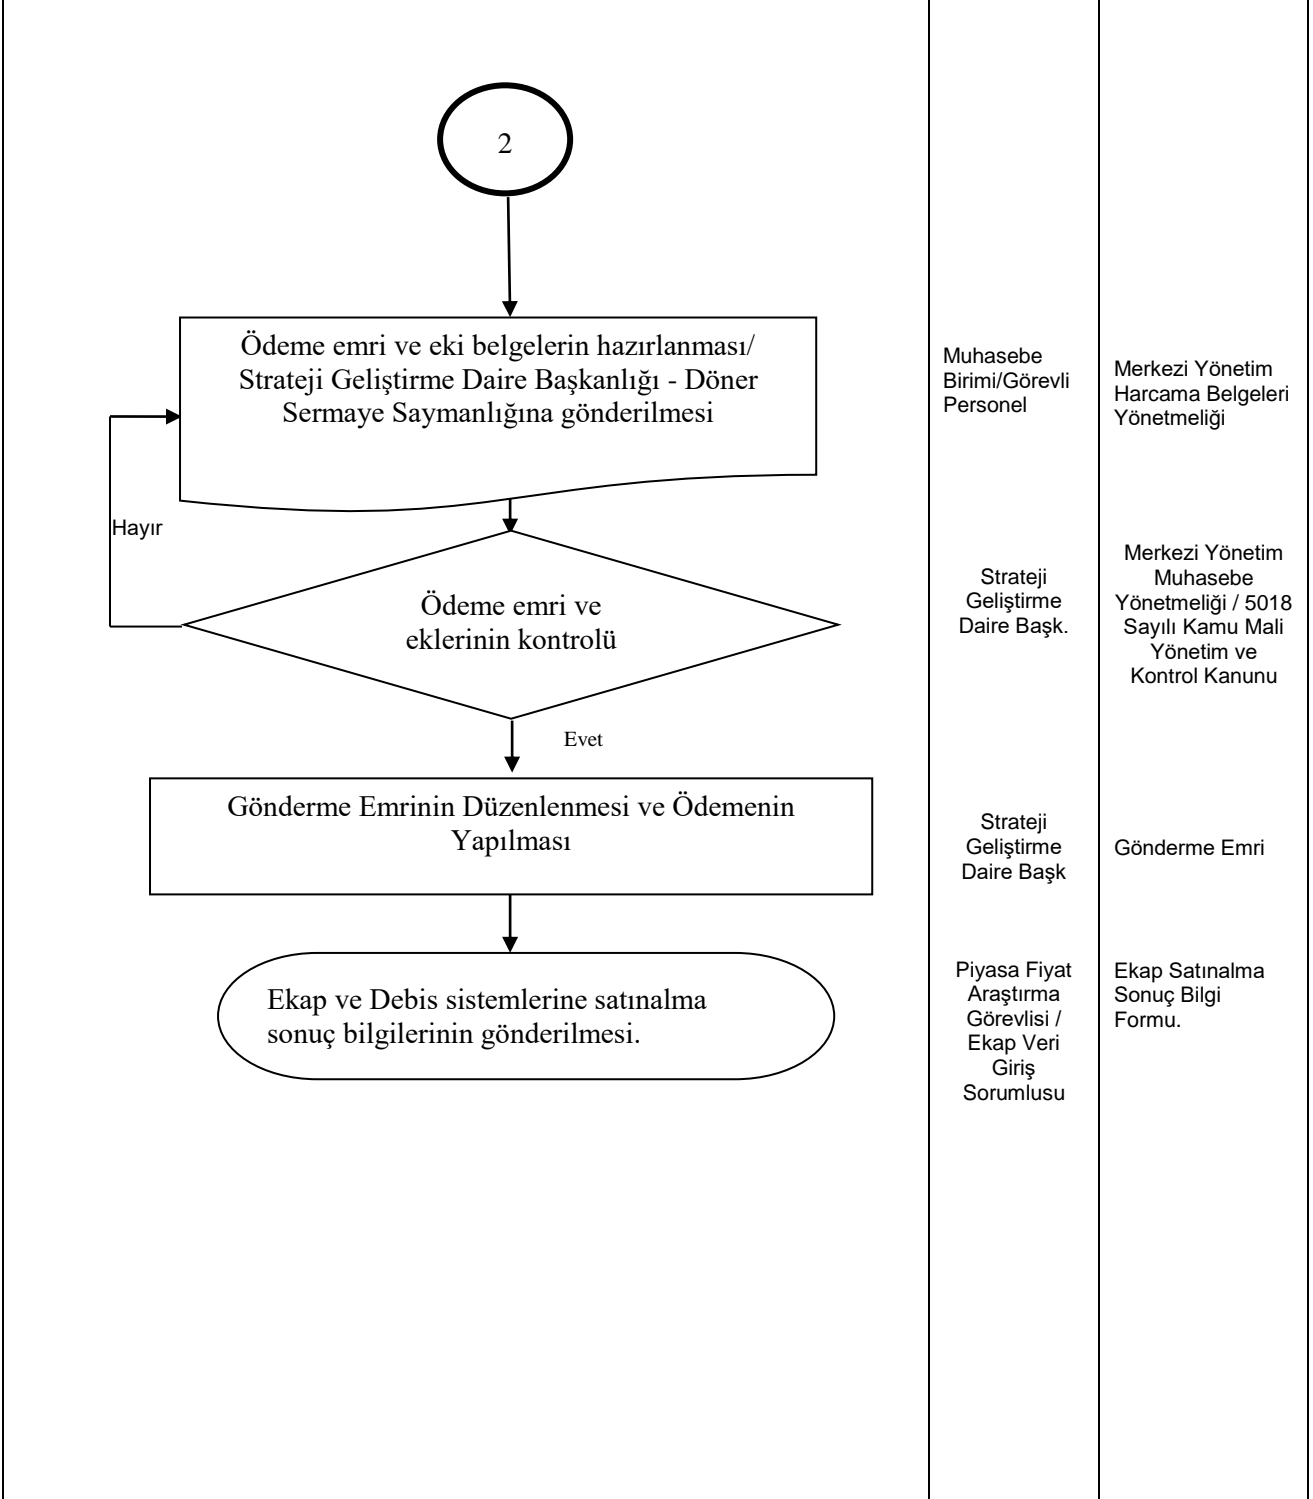 2
Ödeme emri ve eki belgelerin hazırlanması/
Strateji Geliştirme Daire Başkanlığı - Döner
Sermaye Saymanlığına gönderilmesi
Muhasebe
Birimi/Görevli
Personel
Merkezi Yönetim
Harcama Belgeleri
Yönetmeliği
Hayır
Ödeme emri ve
eklerinin kontrolü
Strateji
Geliştirme
Daire Başk.
Merkezi Yönetim
Muhasebe
Yönetmeliği / 5018
Sayılı Kamu Mali
Yönetim ve
Kontrol Kanunu
Evet
Gönderme Emrinin Düzenlenmesi ve Ödemenin
Yapılması
Strateji
Geliştirme
Daire Başk
Gönderme Emri
Ekap ve Debis sistemlerine satınalma
sonuç bilgilerinin gönderilmesi.
Piyasa Fiyat
Araştırma
Görevlisi /
Ekap Veri
Giriş
Sorumlusu
Ekap Satınalma
Sonuç Bilgi
Formu.